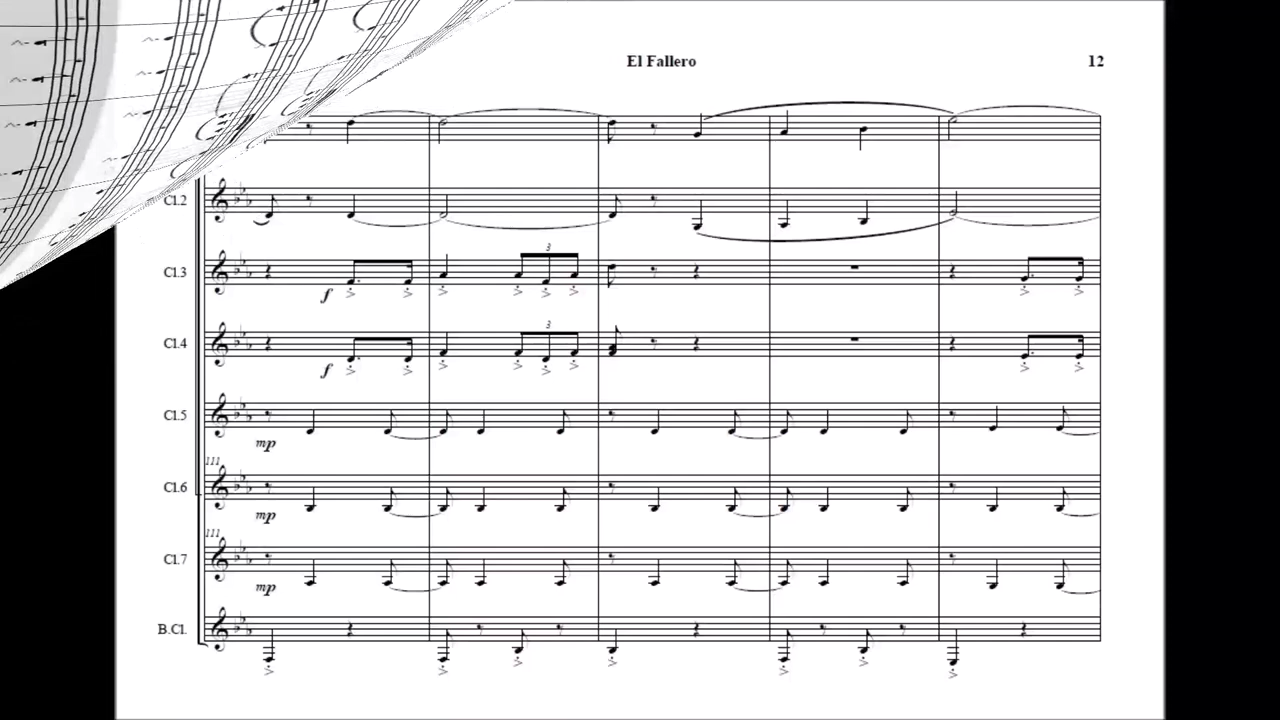 El Fallero 12
Cl.2
3
Cl.3
f
3
Cl.4
f
Cl.5
mp
111
Cl.6
mp
111
Cl.7
mp
B.Cl.